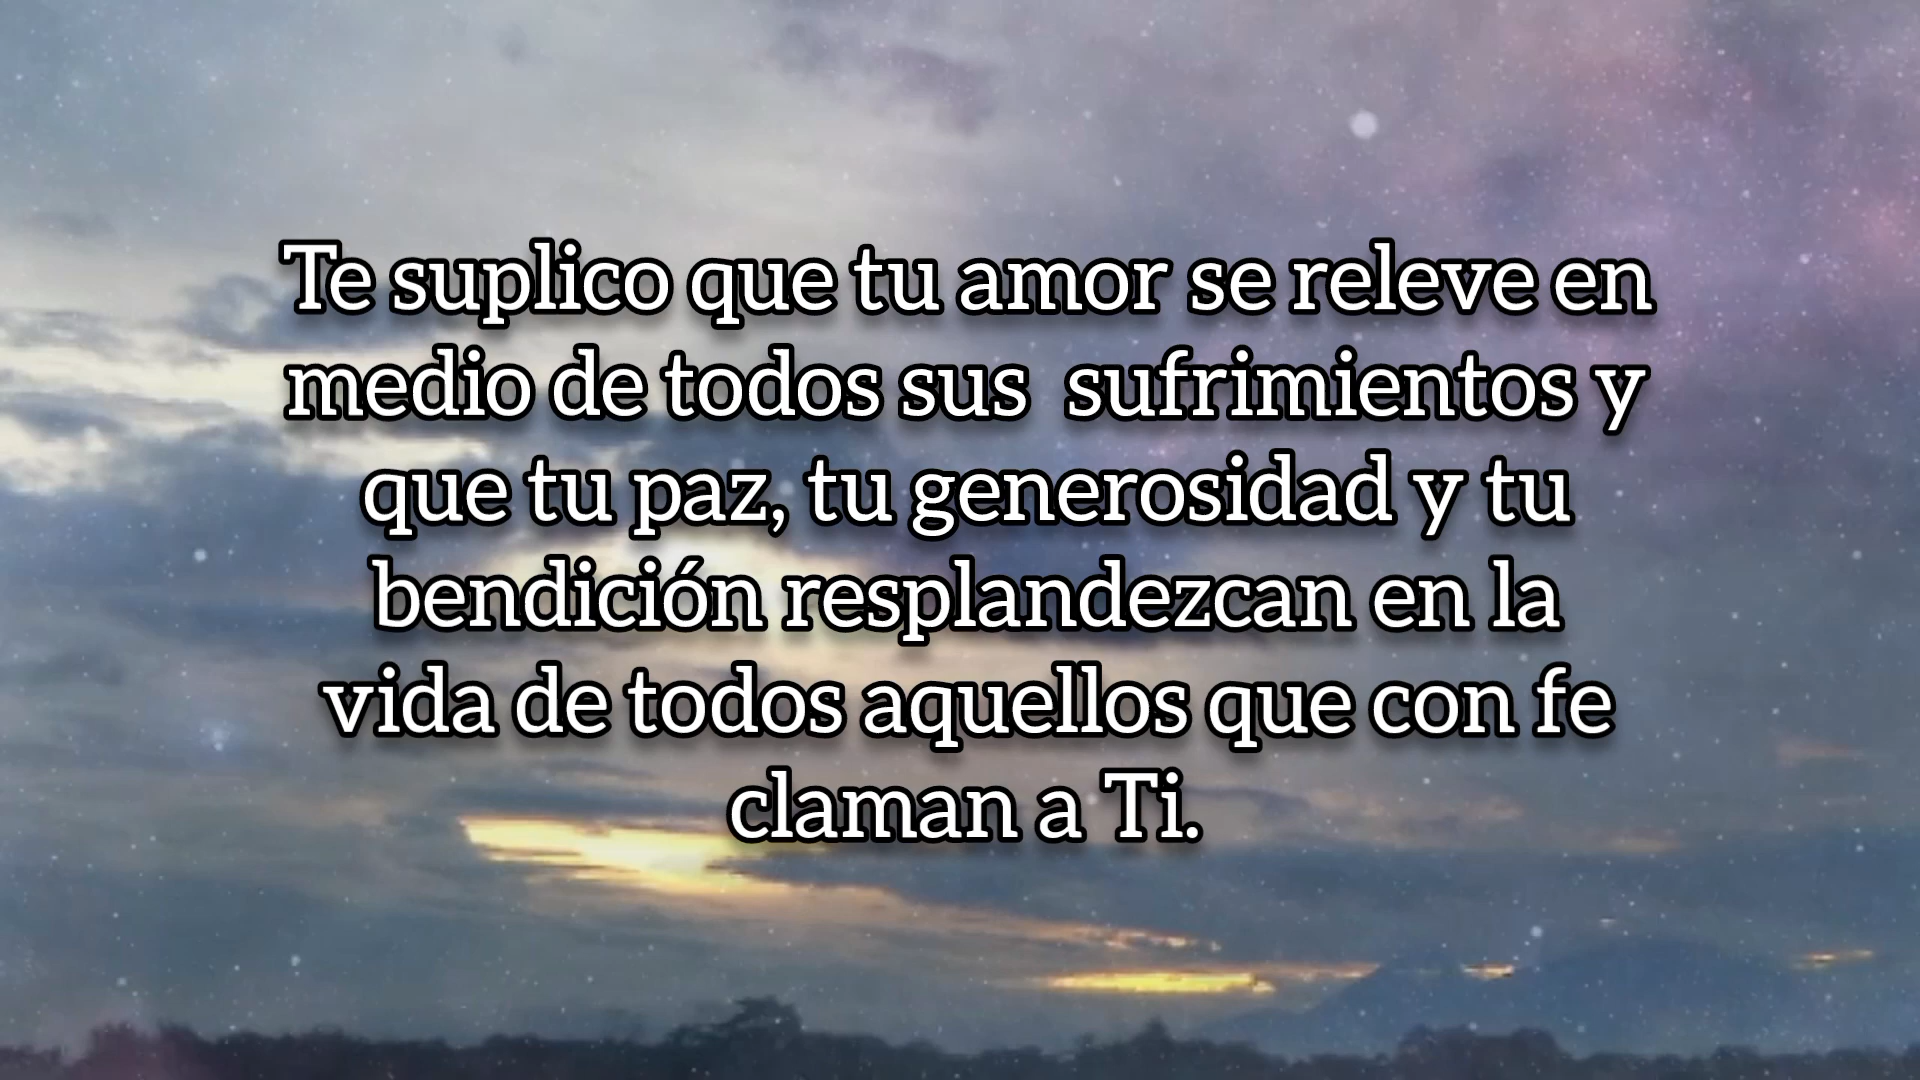 Te suplico que tu amor se releve en
medio de todos sus  sufrimientos y
que tu paz, tu generosidad y tu
bendición resplandezcan en la
vida de todos aquellos que con fe
claman a Ti.